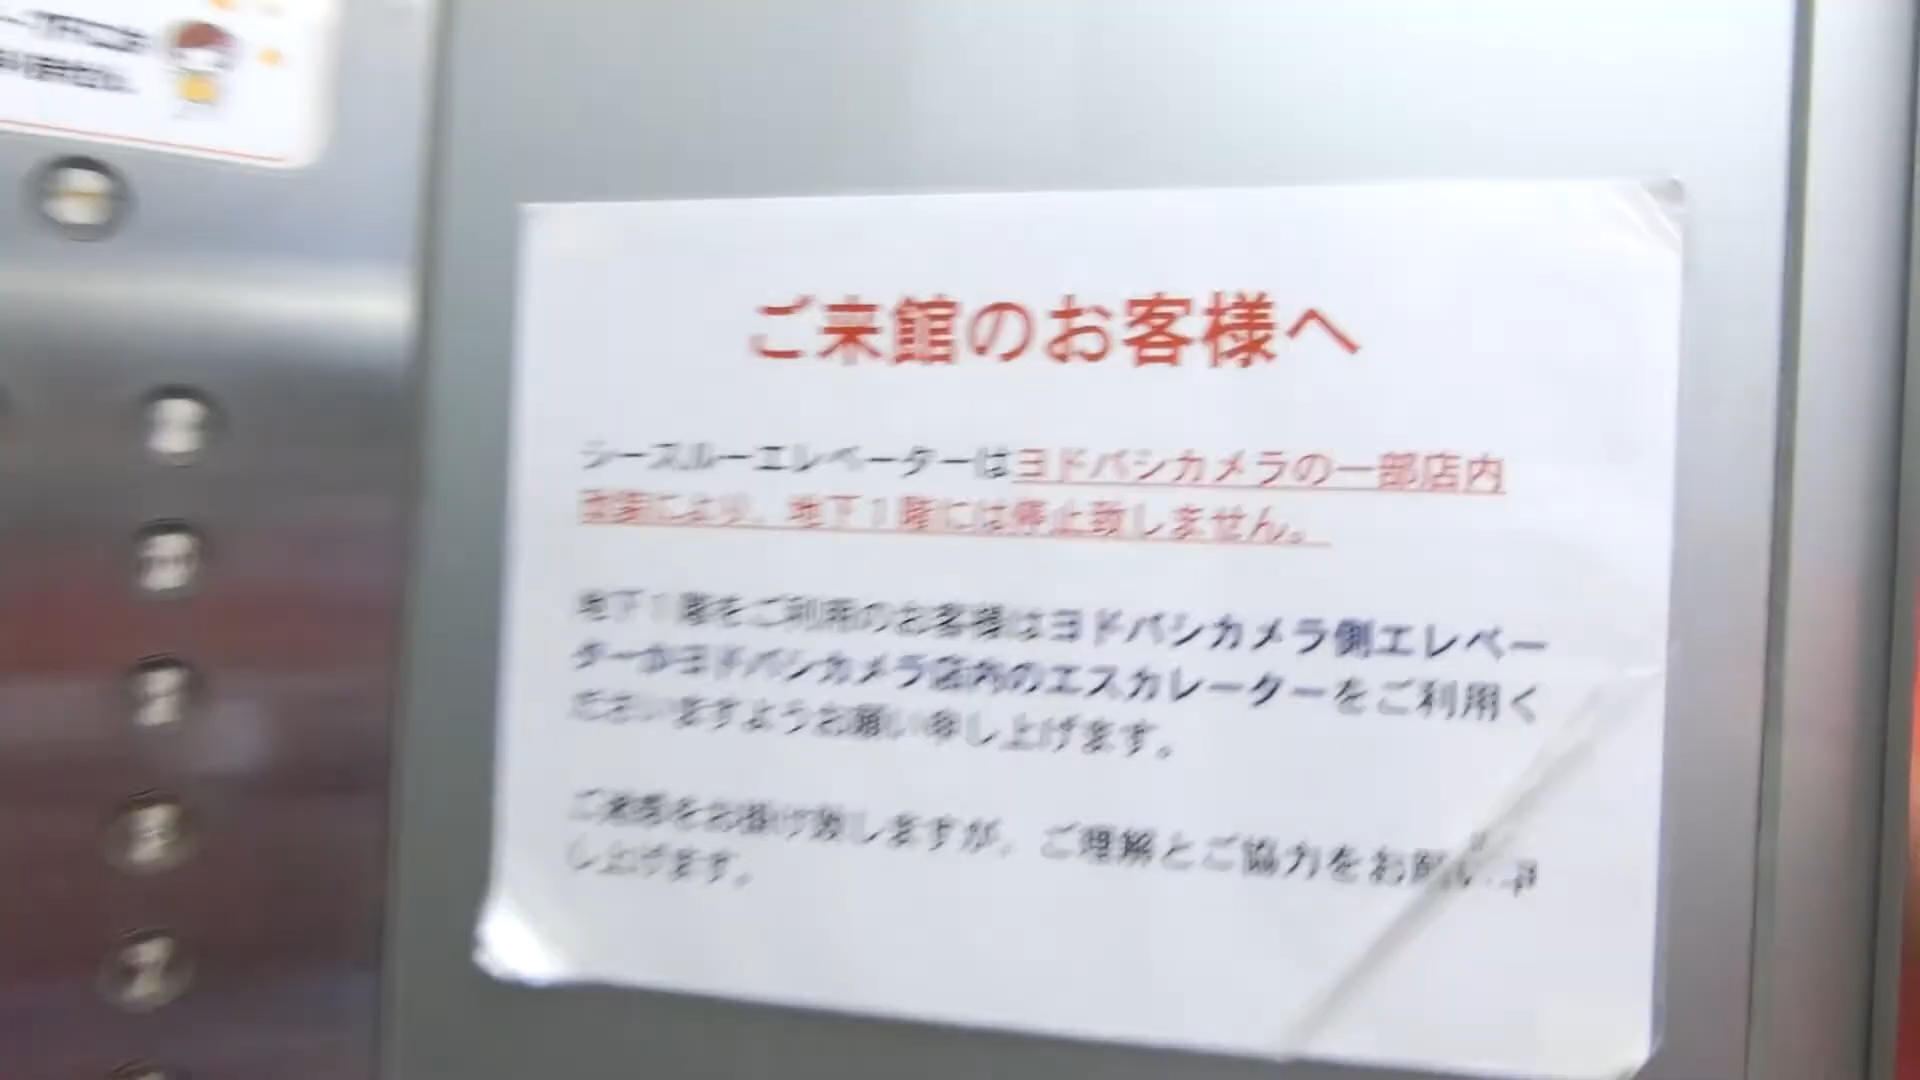 ご来館のお客様へ
シースルーエレベーターはヨドバシカメラの一部店内
改装により、地下1階には停止致しません。
地下1階をご利用のお客様はヨドバシカメラ側エレベー
ターかヨドバシカメラ店内のエスカレーターをご利用く
ださいますようお願い申し上げます。
ご迷惑をお掛け致しますが、ご理解とご協力をお願い申
し上げます。